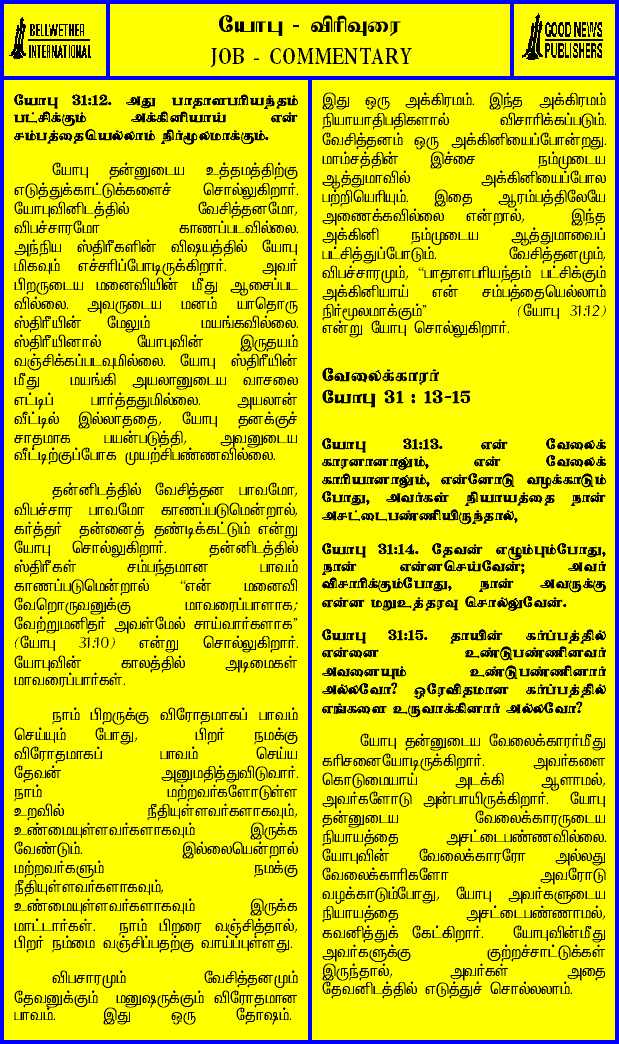 BELLWETHER
INTERNATIONAL
யோபு - விரிவுரை
JOB - COMMENTARY
GOOD NEWS
PUBLISHERS
யோபு 31:12. அது பாதாளபரியந்தம்
பட்சிக்கும் அக்கினியாய் என்
சம்பத்தையெல்லாம் நிர்மூலமாக்கும்.
யோபு தன்னுடைய உத்தமத்திற்கு
எடுத்துக்காட்டுக்களைச் சொல்லுகிறார்.
யோபுவினிடத்தில் வேசித்தனமோ,
விபச்சாரமோ காணப்படவில்லை.
அந்நிய ஸ்திரீகளின் விஷயத்தில் யோபு
மிகவும் எச்சரிப்போடிருக்கிறார். அவர்
பிறருடைய மனைவியின் மீது ஆசைப்பட
வில்லை. அவருடைய மனம் யாதொரு
ஸ்திரீயின் மேலும் மயங்கவில்லை.
ஸ்திரீயினால் யோபுவின் இருதயம்
வஞ்சிக்கப்படவுமில்லை. யோபு ஸ்திரீயின்
மீது மயங்கி அயலானுடைய வாசலை
எட்டிப் பார்த்ததுமில்லை. அயலான்
வீட்டில் இல்லாததை, யோபு தனக்குச்
சாதமாக பயன்படுத்தி, அவனுடைய
வீட்டிற்குப்போக முயற்சிபண்ணவில்லை.
தன்னிடத்தில் வேசித்தன பாவமோ,
விபச்சார பாவமோ காணப்படுமென்றால்,
கர்த்தர் தன்னைத் தண்டிக்கட்டும் என்று
யோபு சொல்லுகிறார். தன்னிடத்தில்
ஸ்திரீகள் சம்பந்தமான பாவம்
காணப்படுமென்றால் “என் மனைவி
வேறொருவனுக்கு மாவரைப்பாளாக;
வேற்றுமனிதர் அவள்மேல் சாய்வார்களாக”
(யோபு 31:10) என்று சொல்லுகிறார்.
யோபுவின் காலத்தில் அடிமைகள்
மாவரைப்பார்கள்.
நாம் பிறருக்கு விரோதமாகப் பாவம்
செய்யும் போது, பிறர் நமக்கு
விரோதமாகப் பாவம் செய்ய
தேவன் அனுமதித்துவிடுவார்.
நாம் மற்றவர்களோடுள்ள
உறவில் நீதியுள்ளவர்களாகவும்,
உண்மையுள்ளவர்களாகவும் இருக்க
வேண்டும். இல்லையென்றால்
மற்றவர்களும் நமக்கு
நீதியுள்ளவர்களாகவும்,
உண்மையுள்ளவர்களாகவும் இருக்க
மாட்டார்கள். நாம் பிறரை வஞ்சித்தால்,
பிறர் நம்மை வஞ்சிப்பதற்கு வாய்ப்புள்ளது.
விபசாரமும் வேசித்தனமும்
தேவனுக்கும் மனுஷருக்கும் விரோதமான
பாவம். இது ஒரு தோஷம்.
இது ஒரு அக்கிரமம். இந்த அக்கிரமம்
நியாயாதிபதிகளால் விசாரிக்கப்படும்.
வேசித்தனம் ஒரு அக்கினியைப்போன்றது.
மாம்சத்தின் இச்சை நம்முடைய
ஆத்துமாவில் அக்கினியைப்போல
பற்றியெரியும். இதை ஆரம்பத்திலேயே
அணைக்கவில்லை என்றால், இந்த
அக்கினி நம்முடைய ஆத்துமாவைப்
பட்சித்துப்போடும். வேசித்தனமும்,
விபச்சாரமும், “பாதாளபரியந்தம் பட்சிக்கும்
அக்கினியாய் என் சம்பத்தையெல்லாம்
நிர்மூலமாக்கும்” (யோபு 31:12)
என்று யோபு சொல்லுகிறார்.
வேலைக்காரர்
யோபு 31 : 13-15
யோபு 31:13. என் வேலைக்
காரனானாலும், என் வேலைக்
காரியானாலும், என்னோடு வழக்காடும்
போது, அவர்கள் நியாயத்தை நான்
அசட்டைபண்ணியிருந்தால்,
யோபு 31:14. தேவன் எழும்பும்போது,
நான் என்னசெய்வேன்; அவர்
விசாரிக்கும்போது, நான் அவருக்கு
என்ன மறுஉத்தரவு சொல்லுவேன்.
யோபு 31:15. தாயின் கர்ப்பத்தில்
என்னை உண்டுபண்ணினவர்
அவனையும் உண்டுபண்ணினார்
அல்லவோ? ஒரேவிதமான கர்ப்பத்தில்
எங்களை உருவாக்கினார் அல்லவோ?
யோபு தன்னுடைய வேலைக்காரர்மீது
கரிசனையோடிருக்கிறார். அவர்களை
கொடுமையாய் அடக்கி ஆளாமல்,
அவர்களோடு அன்பாயிருக்கிறார். யோபு
தன்னுடைய வேலைக்காரருடைய
நியாயத்தை அசட்டைபண்ணவில்லை.
யோபுவின் வேலைக்காரரோ அல்லது
வேலைக்காரிகளோ அவரோடு
வழக்காடும்போது, யோபு அவர்களுடைய
நியாயத்தை அசட்டைபண்ணாமல்,
கவனித்துக் கேட்கிறார். யோபுவின்மீது
அவர்களுக்கு குற்றச்சாட்டுக்கள்
இருந்தால், அவர்கள் அதை
தேவனிடத்தில் எடுத்துச் சொல்லலாம்.